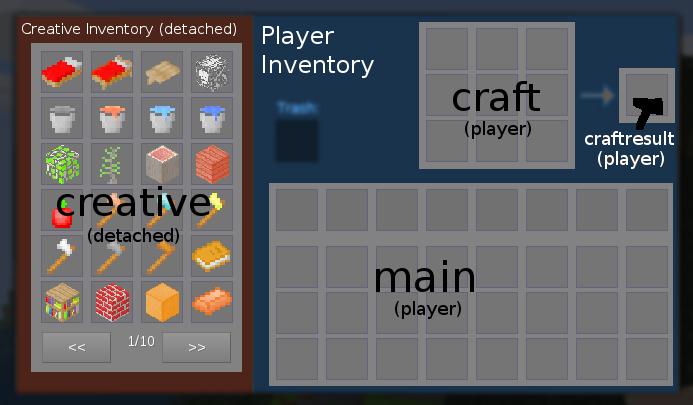 Creative Inventory (detached)
Player
Inventory
Trash:
craft
(player)
craftresult
(player)
creative
(detached)
main
(player)
<<
1/10
>>